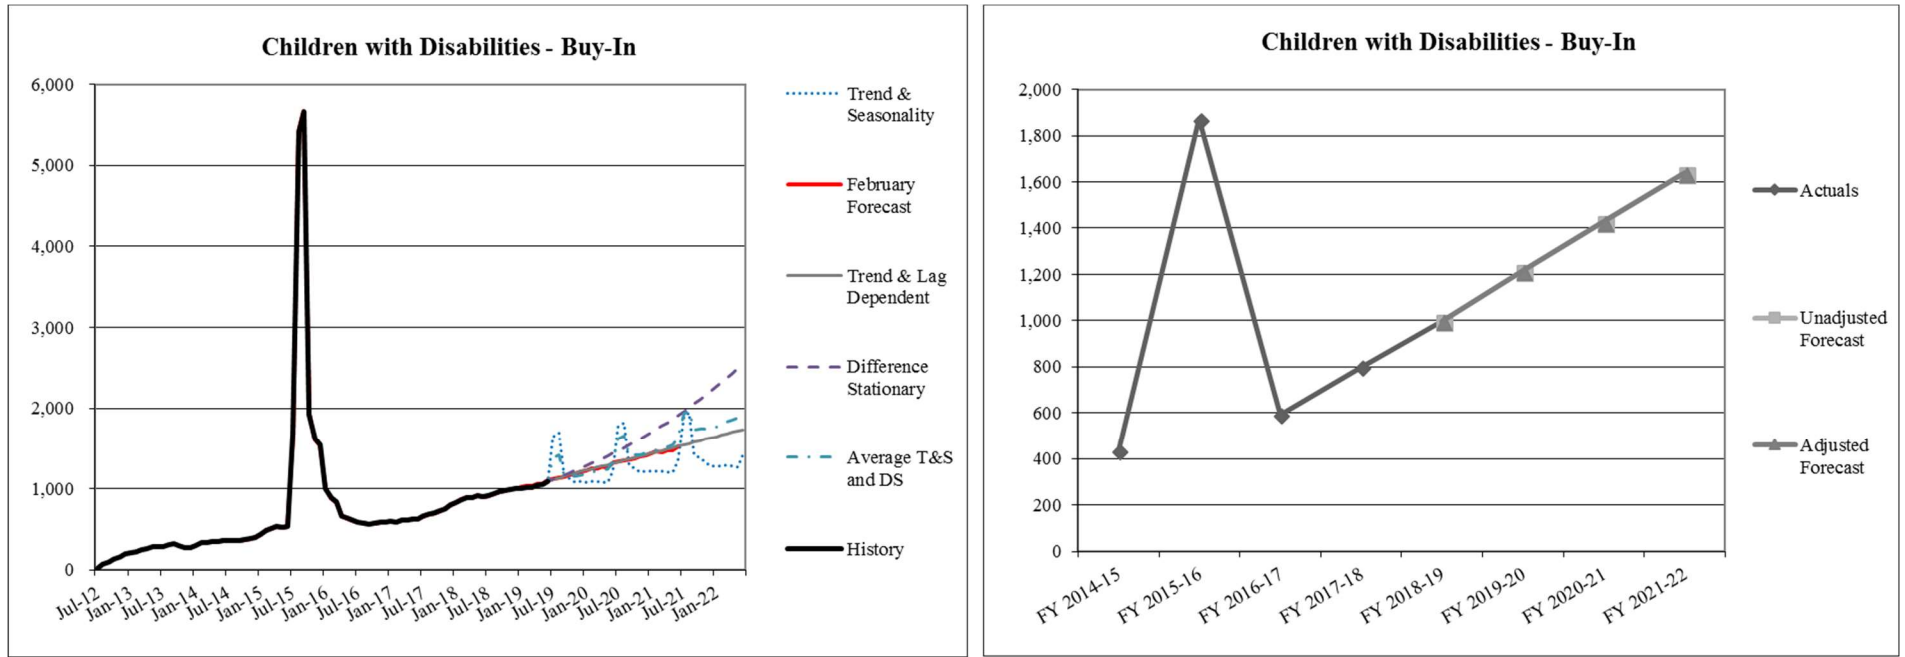 Children with Disabilities - Buy-In
6,000
5,000
4,000
3,000
2,000
1,000
0
Jul-12
Jan-13
Jul-13
Jan-14
Jul-14
Jan-15
Jul-15
Jan-16
Jul-16
Jan-17
Jul-17
Jan-18
Jul-18
Jan-19
Jul-19
Jan-20
Jul-20
Jan-21
Jul-21
Jan-22
Trend &
Seasonality
February
Forecast
Trend & Lag
Dependent
Difference
Stationary
Average T&S
and DS
History
Children with Disabilities - Buy-In
2,000
1,800
1,600
1,400
1,200
1,000
800
600
400
200
0
FY 2014-15
FY 2015-16
FY 2016-17
FY 2017-18
FY 2018-19
FY 2019-20
FY 2020-21
FY 2021-22
Actuals
Unadjusted
Forecast
Adjusted
Forecast